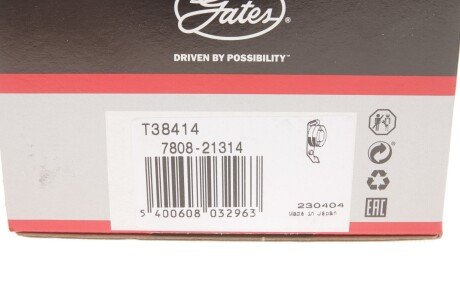 Gates
DRIVEN BY POSSIBILITY™
T38414
7808-21314
5 400608 032963
230404
Made in Japan
EAC